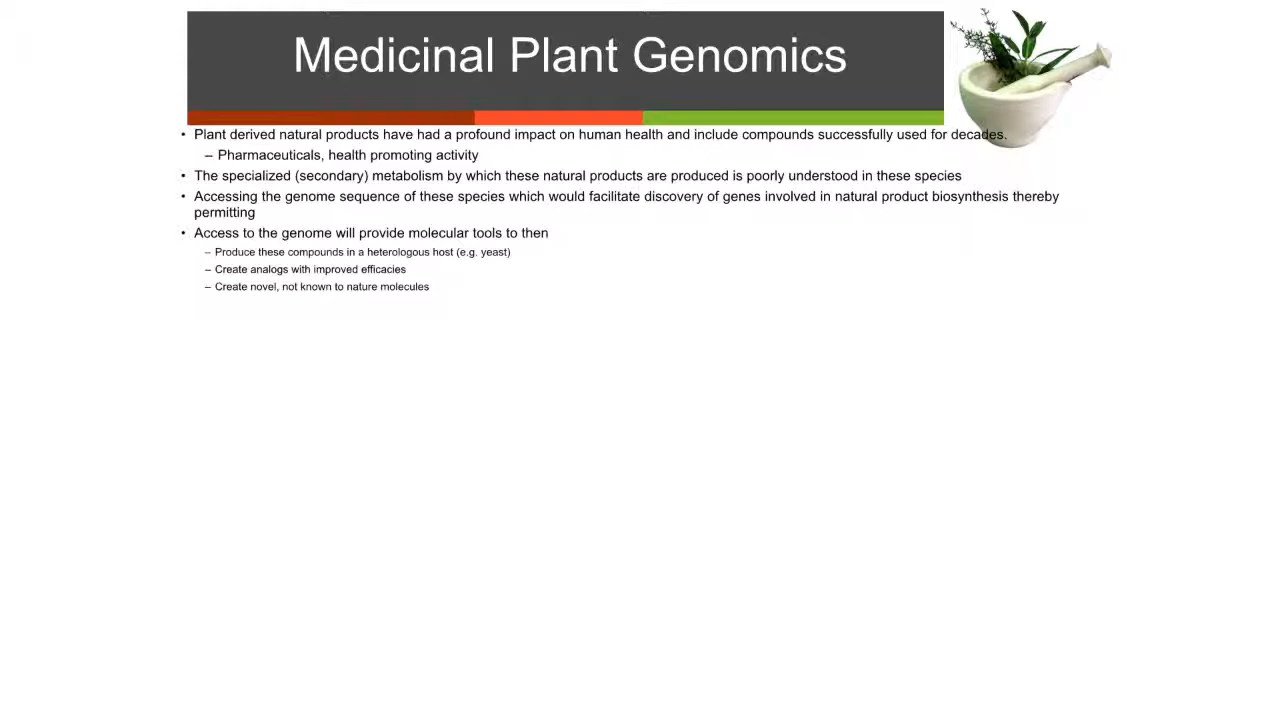 Medicinal Plant Genomics
• Plant derived natural products have had a profound impact on human health and include compounds successfully used for decades.
– Pharmaceuticals, health promoting activity
• The specialized (secondary) metabolism by which these natural products are produced is poorly understood in these species
• Accessing the genome sequence of these species which would facilitate discovery of genes involved in natural product biosynthesis thereby
permitting
• Access to the genome will provide molecular tools to then
– Produce these compounds in a heterologous host (e.g. yeast)
– Create analogs with improved efficacies
– Create novel, not known to nature molecules